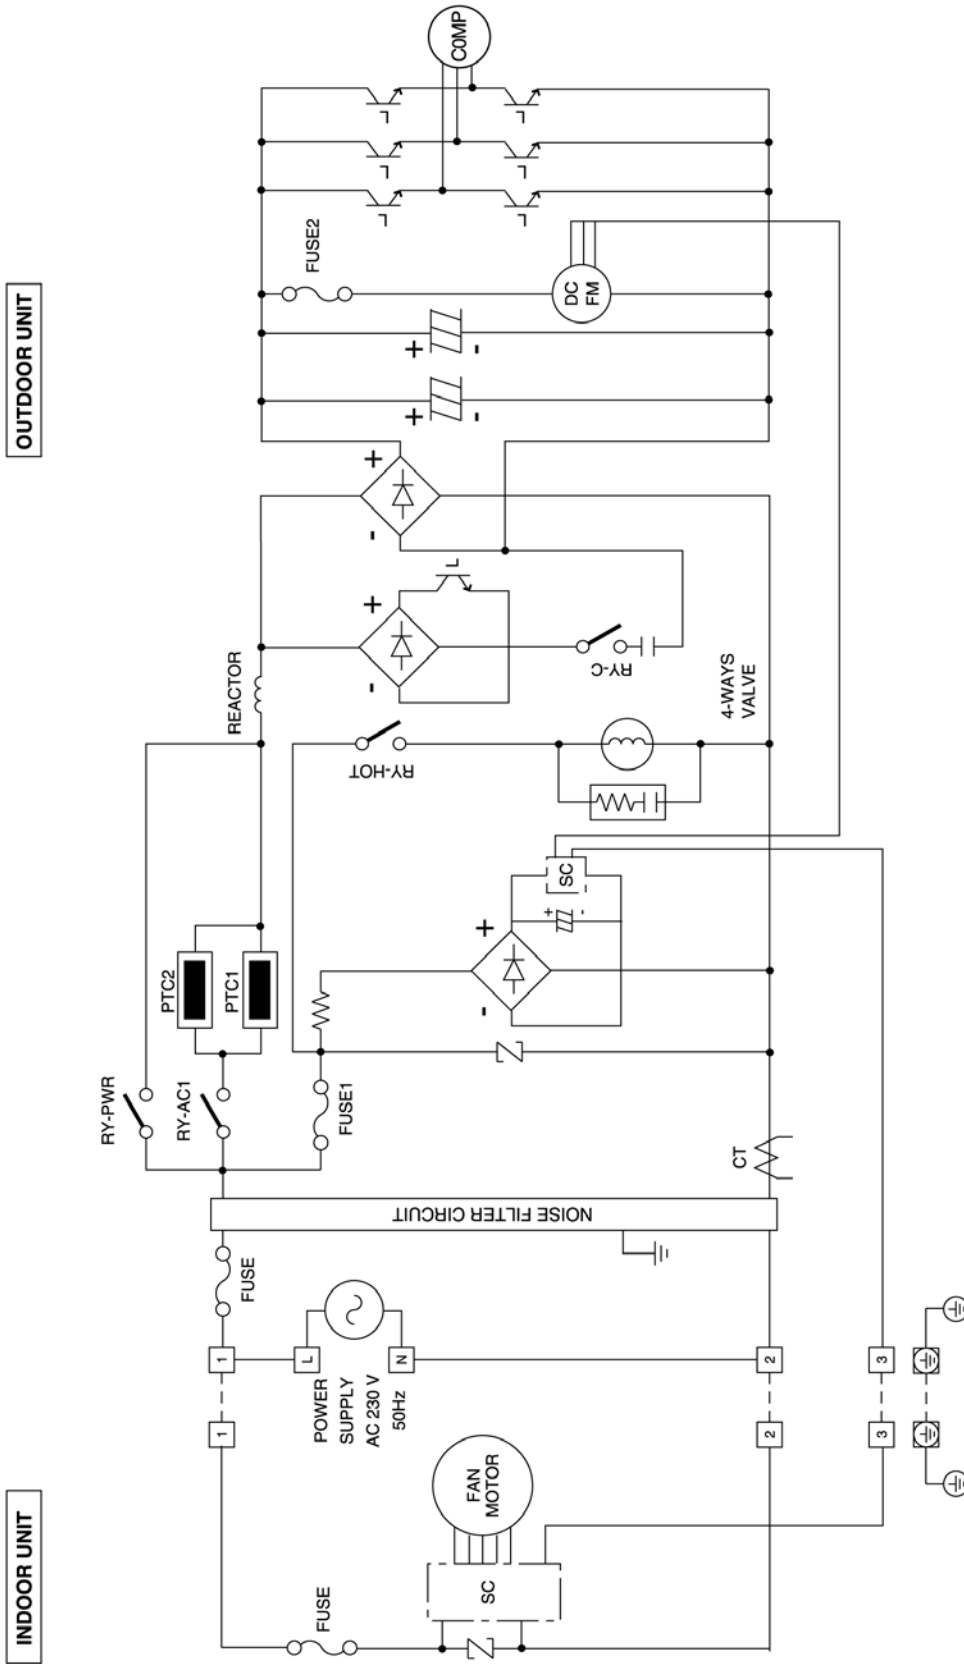 INDOOR UNIT
OUTDOOR UNIT
RY-PWR
RY-AC1
PTC2
PTC1
REACTOR
FUSE2
COMP
FUSE
FUSE1
RY-HOT
RY-C
L
L
L
L
L
L
L
+
-
+
-
+
-
+
-
+
-
+
-
DC
FM
SC
4-WAYS
VALVE
CT
NOISE FILTER CIRCUIT
1
1
L
N
POWER
SUPPLY
AC 230 V
50Hz
2
2
3
3
FUSE
SC
FAN
MOTOR